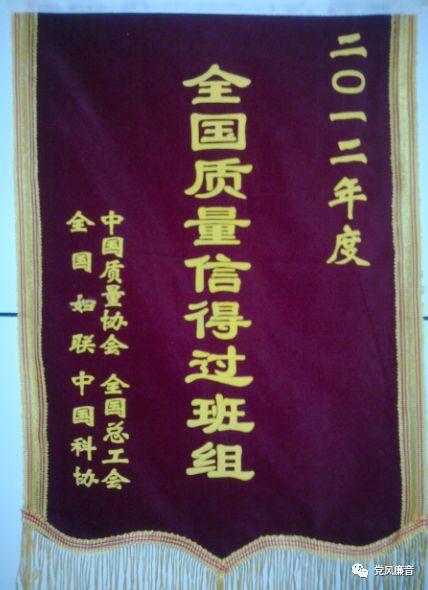 二〇一二年度
全国质量信得过班组
中国质量协会 全国总工会
全国妇联 中国科协
党风廉音